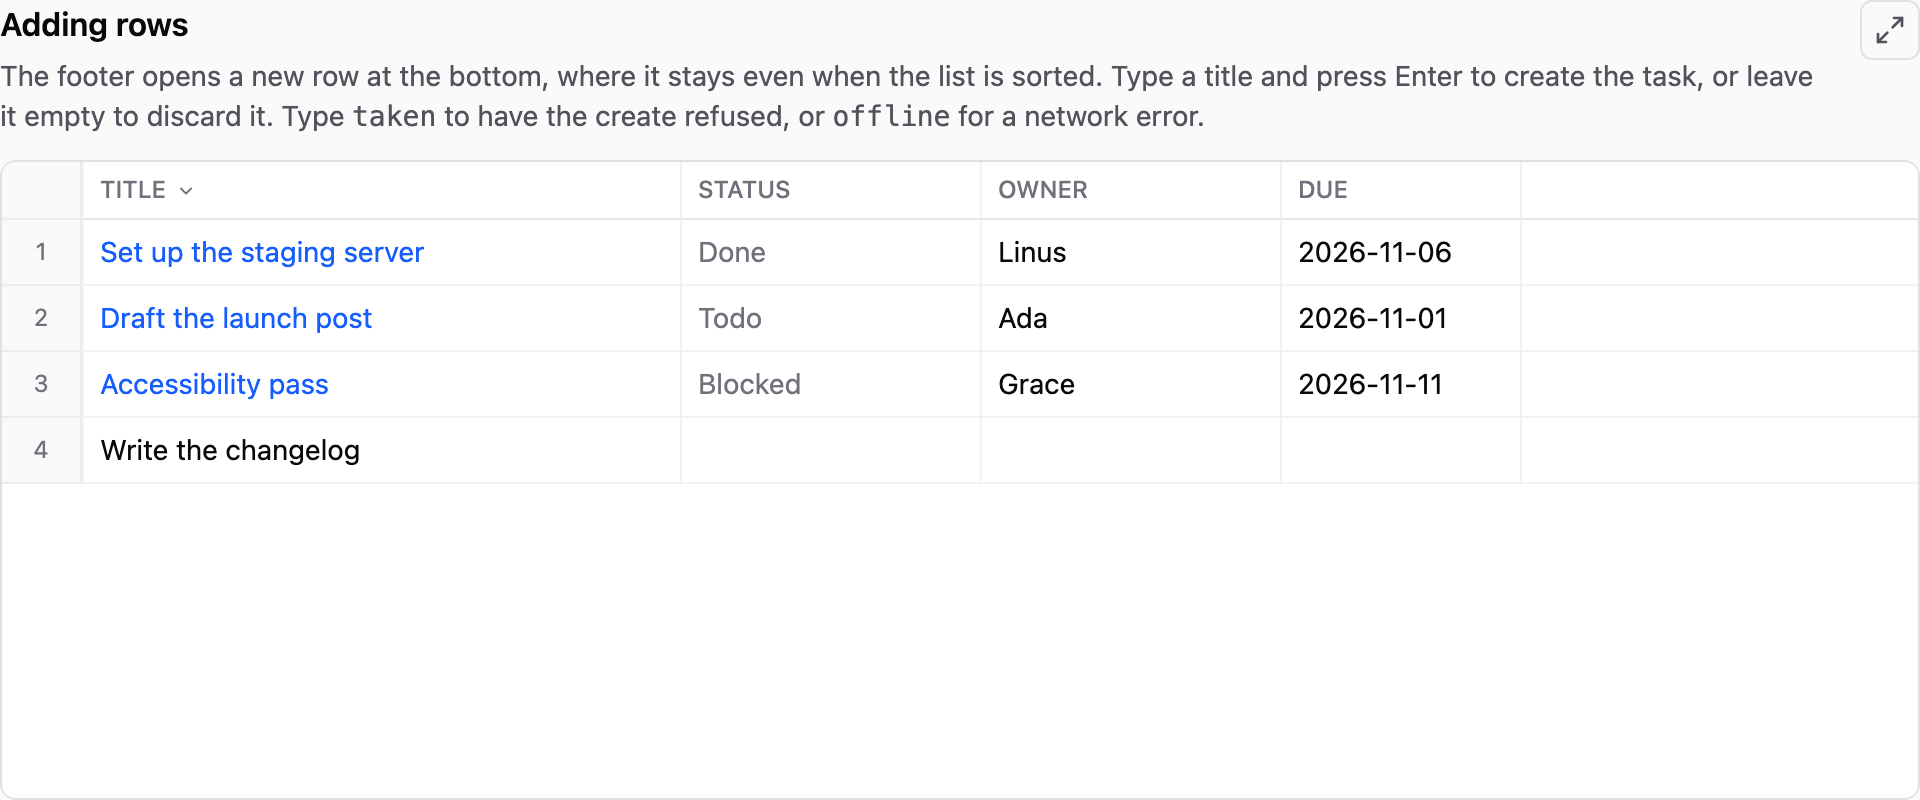 Adding rows
The footer opens a new row at the bottom, where it stays even when the list is sorted. Type a title and press Enter to create the task, or leave
it empty to discard it. Type taken to have the create refused, or offline for a network error.
TITLE STATUS OWNER DUE
1 Set up the staging server Done Linus 2026-11-06
2 Draft the launch post Todo Ada 2026-11-01
3 Accessibility pass Blocked Grace 2026-11-11
4 Write the changelog